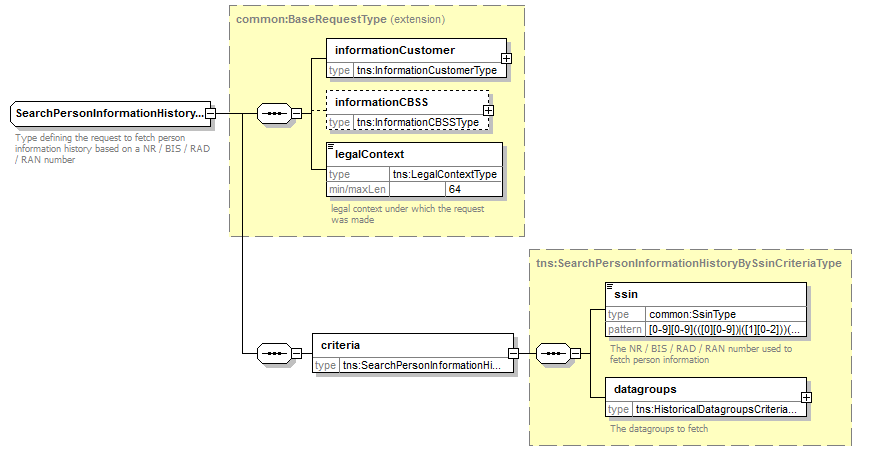 common:BaseRequestType (extension)
informationCustomer
type tns:InformationCustomerType
informationCBSS
type tns:InformationCBSSType
legalContext
type tns:LegalContextType
min/maxLen 64
legal context under which the request
was made
SearchPersonInformationHistory...
Type defining the request to fetch person
information history based on a NR / BIS / RAD
/ RAN number
criteria
type tns:SearchPersonInformationHi...
tns:SearchPersonInformationHistoryBySsinCriteriaType
ssin
type common:SsinType
pattern [0-9][0-9](([0][0-9])|([1][0-2]))(...
The NR / BIS / RAD / RAN number used to
fetch person information
datagroups
type tns:HistoricalDatagroupsCriteria...
The datagroups to fetch